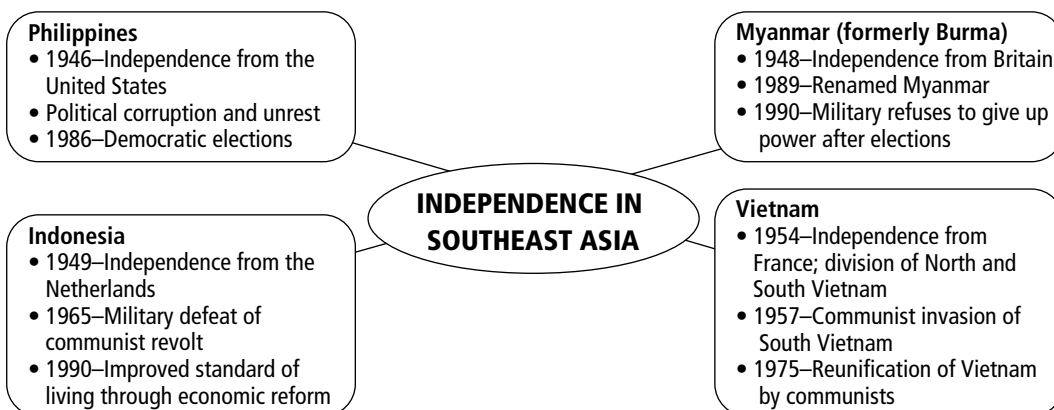 Philippines
• 1946–Independence from the
United States
• Political corruption and unrest
• 1986–Democratic elections
Myanmar (formerly Burma)
• 1948–Independence from Britain
• 1989–Renamed Myanmar
• 1990–Military refuses to give up
power after elections
INDEPENDENCE IN
SOUTHEAST ASIA
Indonesia
• 1949–Independence from the
Netherlands
• 1965–Military defeat of
communist revolt
• 1990–Improved standard of
living through economic reform
Vietnam
• 1954–Independence from
France; division of North and
South Vietnam
• 1957–Communist invasion of
South Vietnam
• 1975–Reunification of Vietnam
by communists